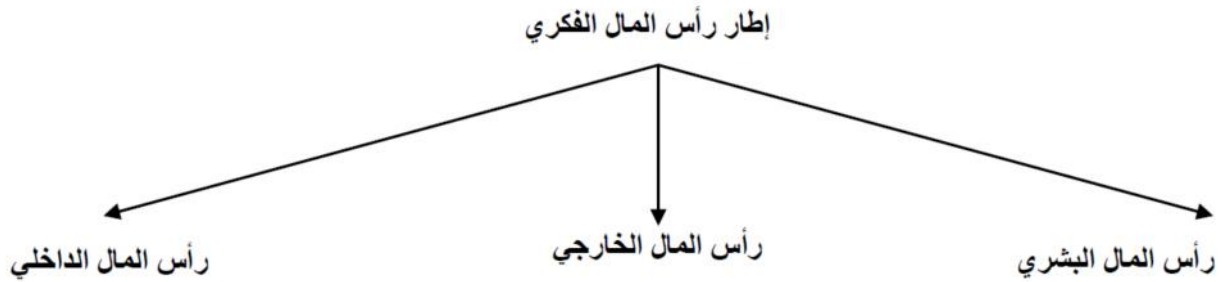 إطار رأس المال الفكري
رأس المال البشري
رأس المال الخارجي
رأس المال الداخلي